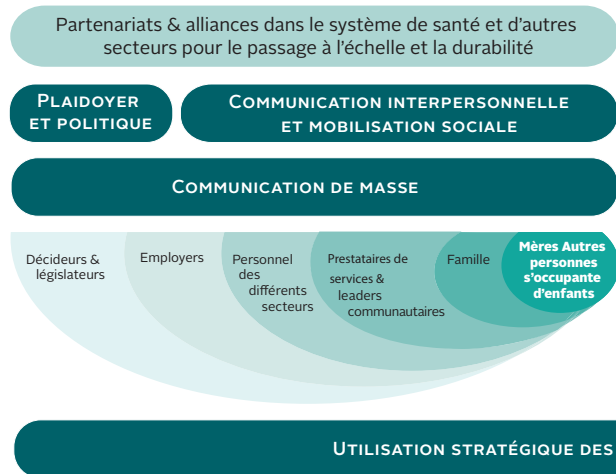 Partenariats & alliances dans le système de santé et d'autres
secteurs pour le passage à l'échelle et la durabilité
PLAIDOYER
ET POLITIQUE
COMMUNICATION INTERPERSONNELLE
ET MOBILISATION SOCIALE
COMMUNICATION DE MASSE
Décideurs &
législateurs
Employers
Personnel
des
différents
secteurs
Prestataires de
services &
leaders
communautaires
Famille
Mères Autres
personnes
s'occupante
d'enfants
UTILISATION STRATÉGIQUE DES